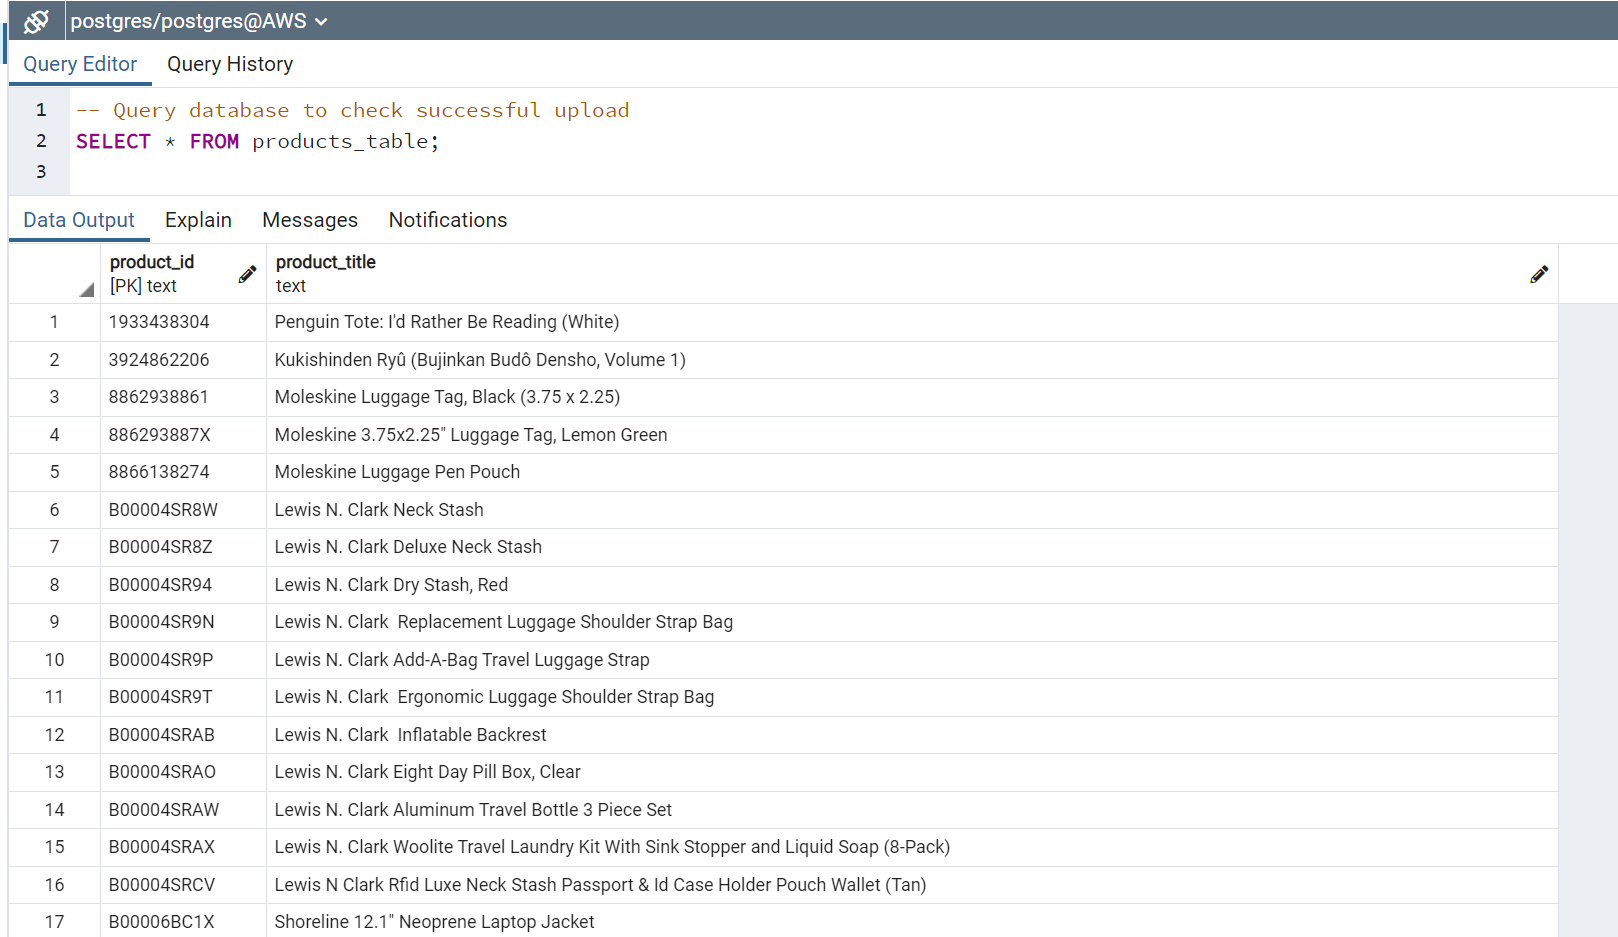 postgres/postgres@AWS
Query Editor Query History
1 -- Query database to check successful upload
2 SELECT * FROM products_table;
3
Data Output Explain Messages Notifications
product_id product_title
[PK] text text
1 1933438304 Penguin Tote: I'd Rather Be Reading (White)
2 3924862206 Kukishinden Ryû (Bujinkan Budô Densho, Volume 1)
3 8862938861 Moleskine Luggage Tag, Black (3.75 x 2.25)
4 886293887X Moleskine 3.75x2.25" Luggage Tag, Lemon Green
5 8866138274 Moleskine Luggage Pen Pouch
6 B00004SR8W Lewis N. Clark Neck Stash
7 B00004SR8Z Lewis N. Clark Deluxe Neck Stash
8 B00004SR94 Lewis N. Clark Dry Stash, Red
9 B00004SR9N Lewis N. Clark  Replacement Luggage Shoulder Strap Bag
10 B00004SR9P Lewis N. Clark Add-A-Bag Travel Luggage Strap
11 B00004SR9T Lewis N. Clark  Ergonomic Luggage Shoulder Strap Bag
12 B00004SRAB Lewis N. Clark  Inflatable Backrest
13 B00004SRAO Lewis N. Clark Eight Day Pill Box, Clear
14 B00004SRAW Lewis N. Clark Aluminum Travel Bottle 3 Piece Set
15 B00004SRAX Lewis N. Clark Woolite Travel Laundry Kit With Sink Stopper and Liquid Soap (8-Pack)
16 B00004SRCV Lewis N Clark Rfid Luxe Neck Stash Passport & Id Case Holder Pouch Wallet (Tan)
17 B00006BC1X Shoreline 12.1" Neoprene Laptop Jacket